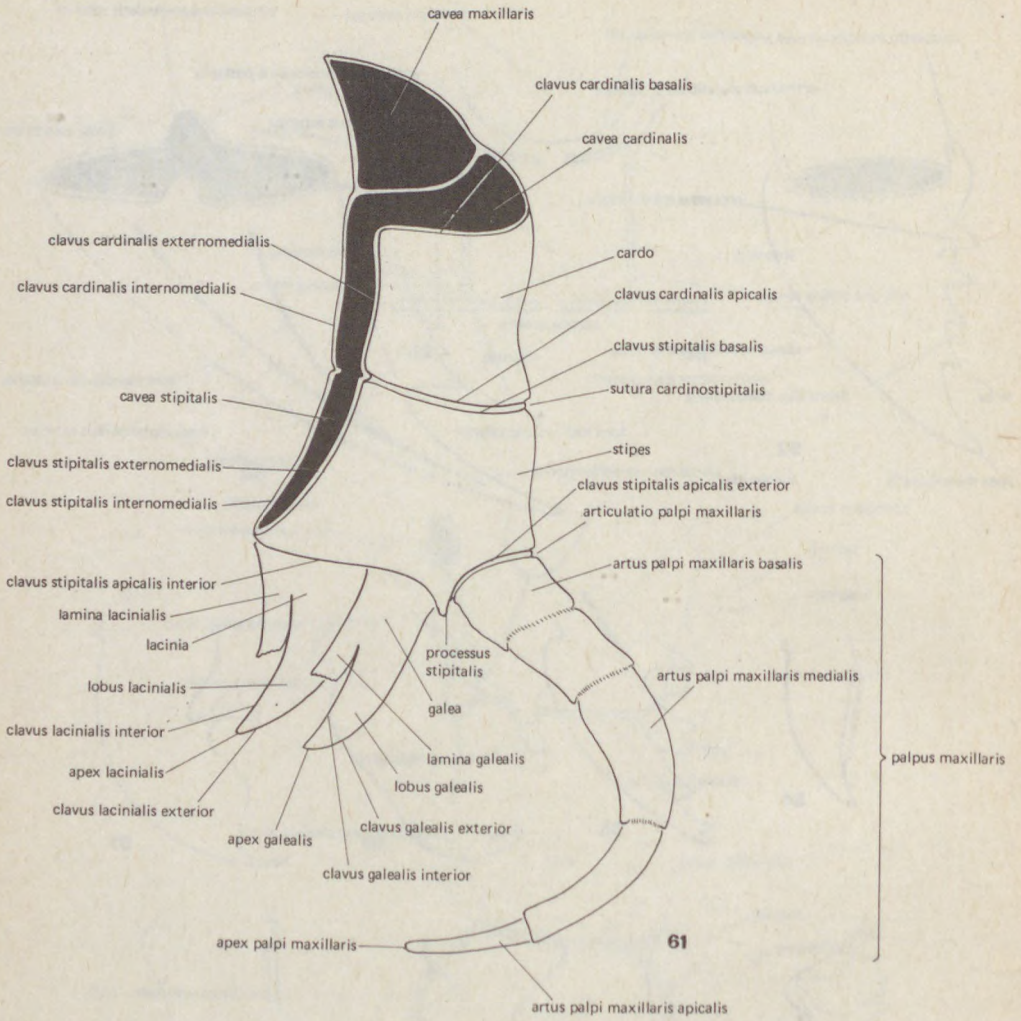 cavea maxillaris
clavus cardinalis basalis
cavea cardinalis
clavus cardinalis externomedialis
cardo
clavus cardinalis internomedialis
clavus cardinalis apicalis
clavus stipitalis basalis
cavea stipitalis
sutura cardinostipitalis
clavus stipitalis externomedialis
stipes
clavus stipitalis internomedialis
clavus stipitalis apicalis exterior
articulatio palpi maxillaris
clavus stipitalis apicalis interior
artus palpi maxillaris basalis
lamina lacinialis
lacinia
processus
stipitalis
lobus lacinialis
artus palpi maxillaris medialis
galea
clavus lacinialis interior
lamina galealis
palpus maxillaris
apex lacinialis
lobus galealis
clavus lacinialis exterior
clavus galealis exterior
apex galealis
clavus galealis interior
apex palpi maxillaris
61
artus palpi maxillaris apicalis